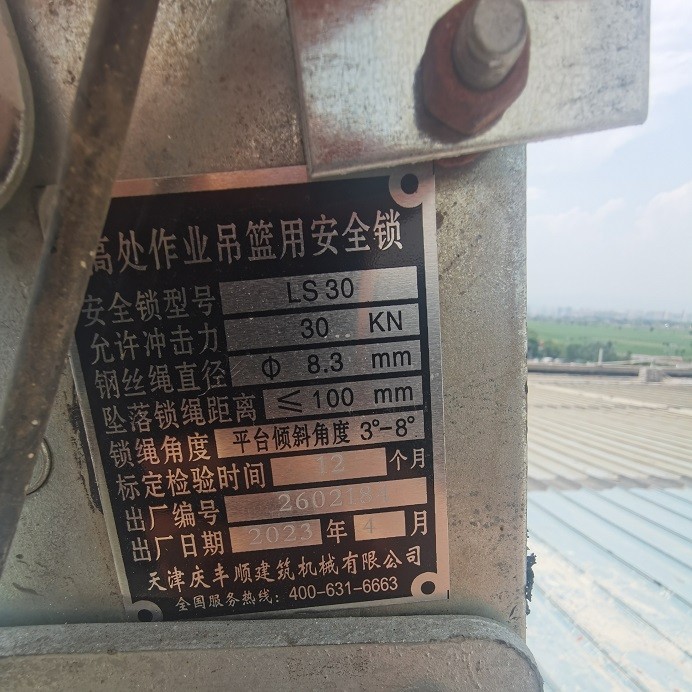 高处作业吊篮用安全锁
安全锁型号 LS 30
允许冲击力 30 KN
钢丝绳直径 Φ 8.3 mm
坠落锁绳距离 ≤100 mm
锁绳角度 平台倾斜角度 3°-8°
标定检验时间 12 个月
出厂编号
出厂日期 2023 年 4 月
天津庆丰顺建筑机械有限公司
全国服务热线：400-631-6663